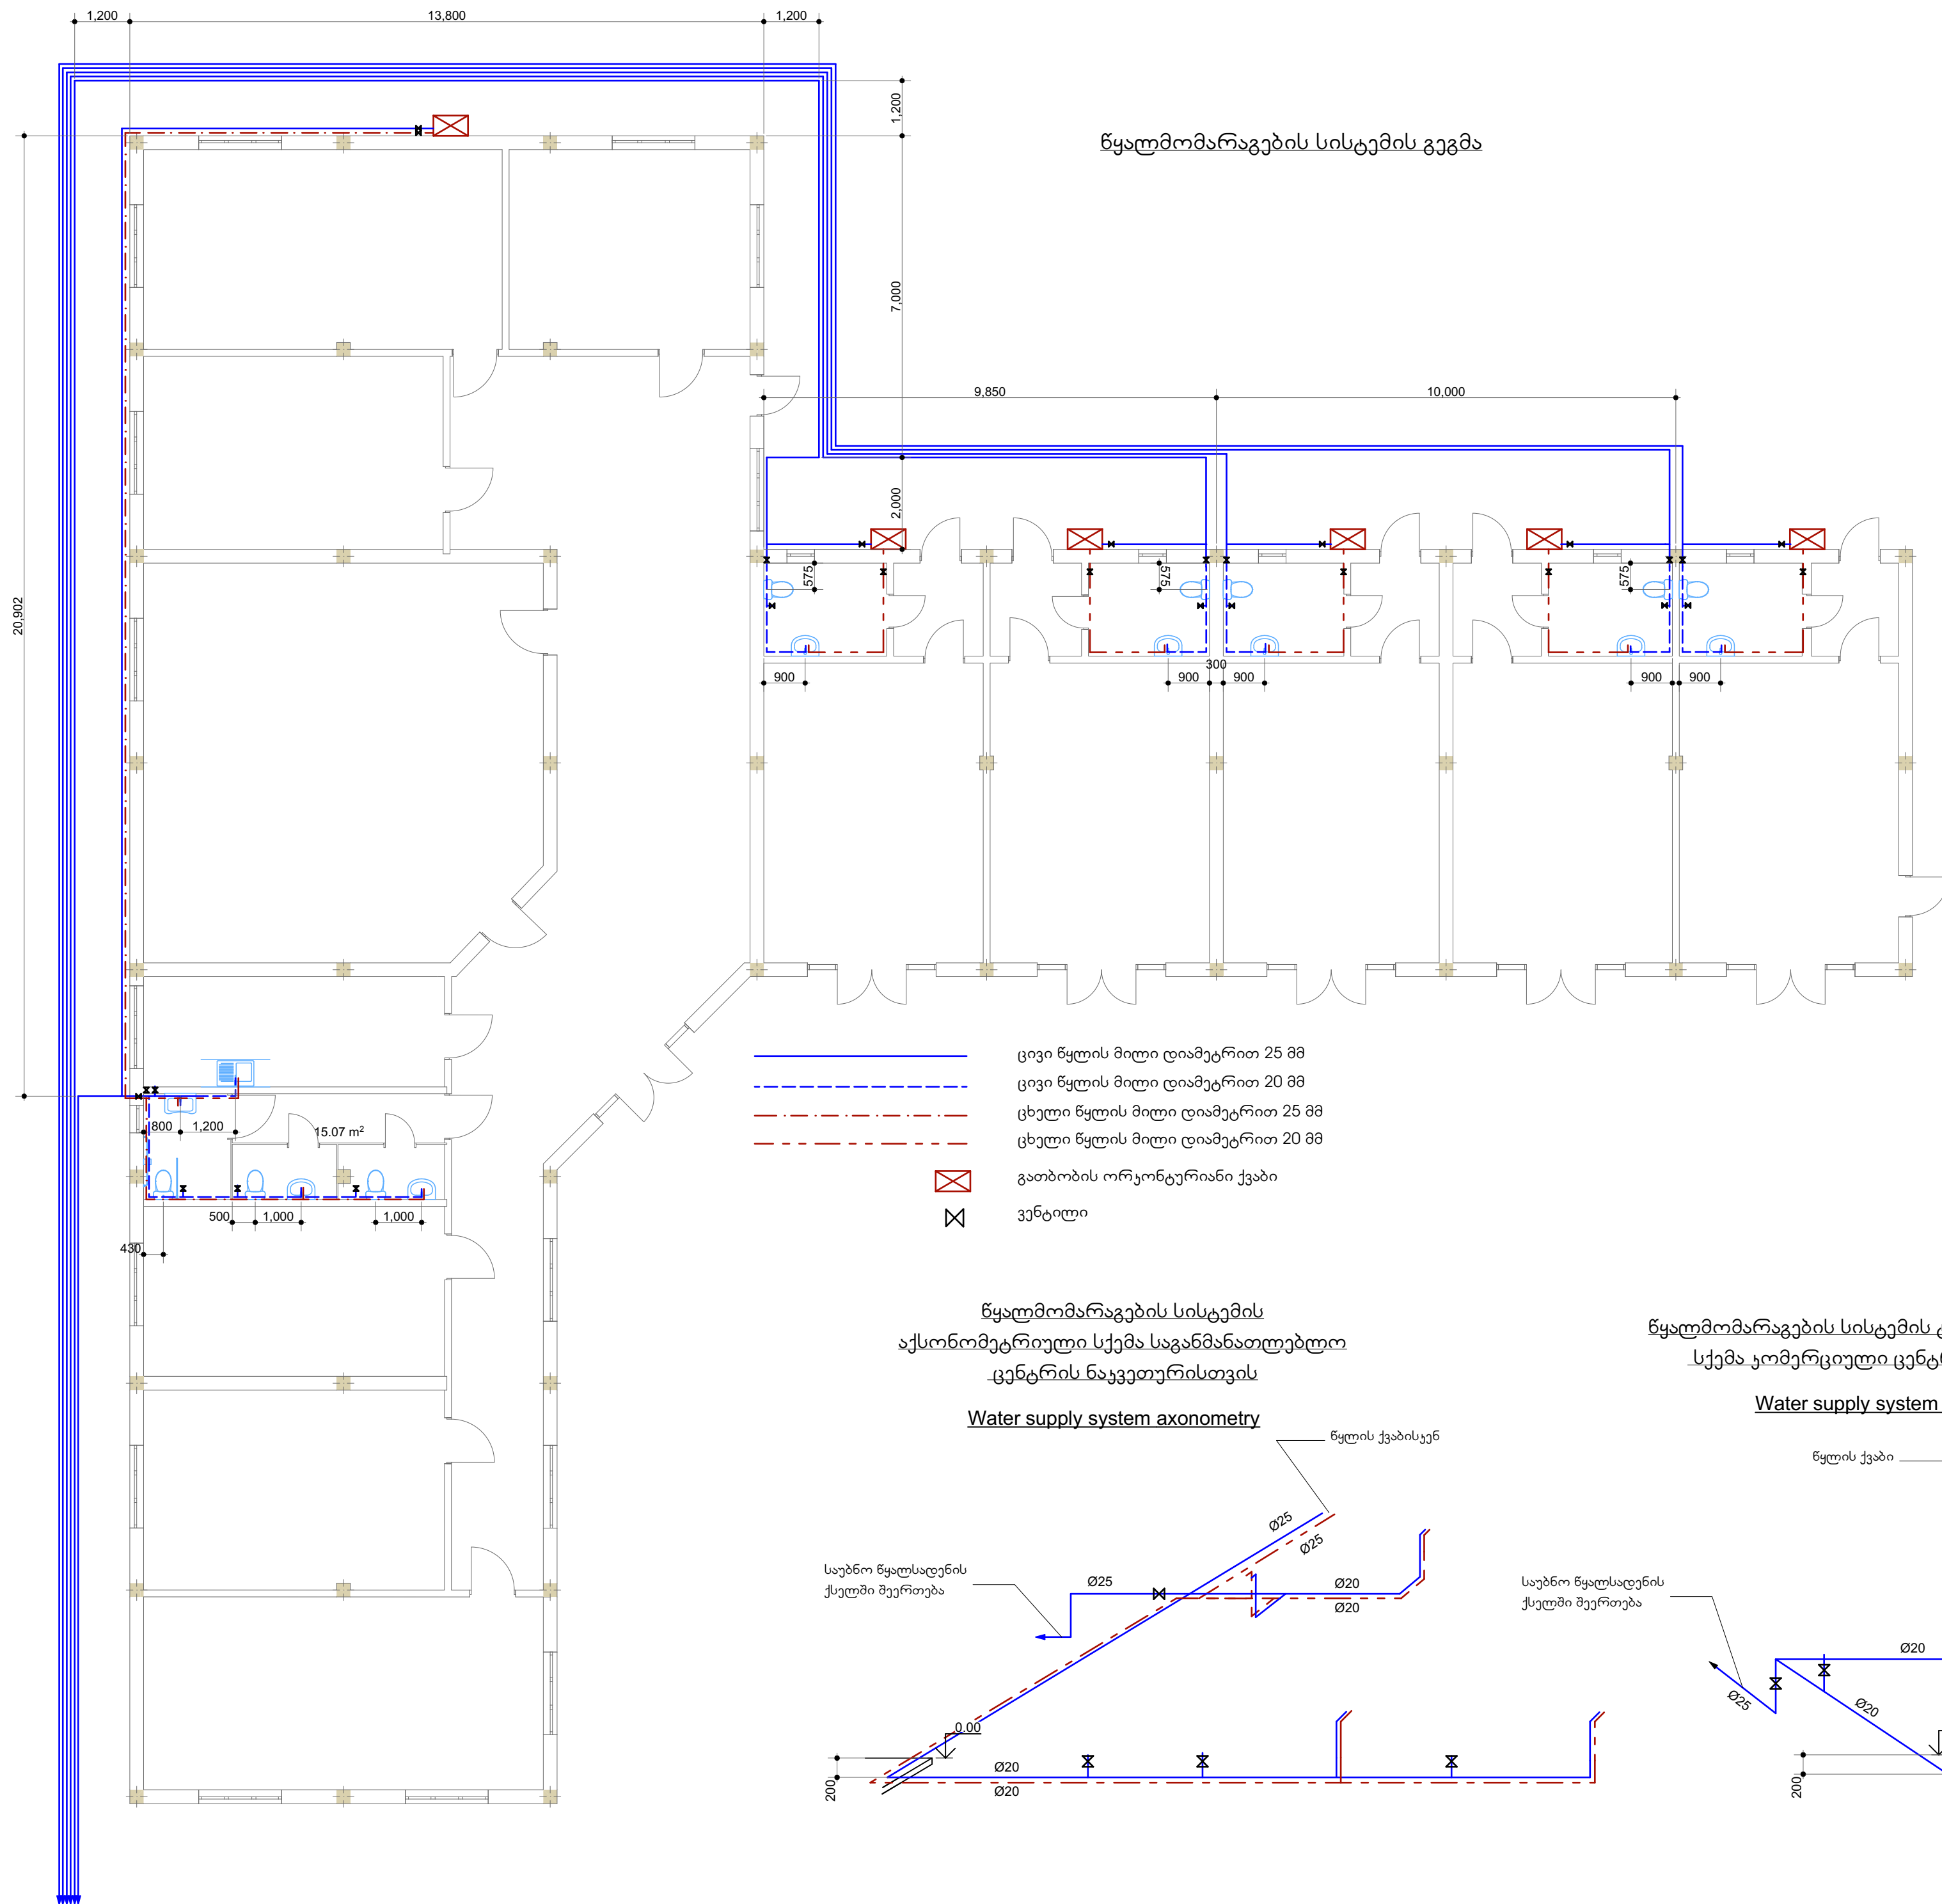 1,200
13,800
1,200
1,200
წყალმომარაგების სისტემის გეგმა
7,000
9,850
10,000
2,000
20,902
575
575
575
300
900
900
900
900
900
ცივი წყლის მილი დიამეტრით 25 მმ
ცივი წყლის მილი დიამეტრით 20 მმ
ცხელი წყლის მილი დიამეტრით 25 მმ
ცხელი წყლის მილი დიამეტრით 20 მმ
გათბობის ორკონტურიანი ქვაბი
ვენტილი
800
1,200
15.07 m²
500
1,000
1,000
430
წყალმომარაგების სისტემის
აქსონომეტრიული სქემა საგანმანათლებლო
ცენტრის ნაკვეთურისთვის
Water supply system axonometry
წყლის ქვაბისკენ
Ø25
Ø25
საუბნო წყალსადენის
ქსელში შეერთება
Ø25
Ø20
Ø20
0.00
200
Ø20
Ø20
წყალმომარაგების სისტემის
სქემა კომერციული
Water supply system
წყლის ქვაბი
საუბნო წყალსადენის
ქსელში შეერთება
Ø20
Ø25
Ø20
200